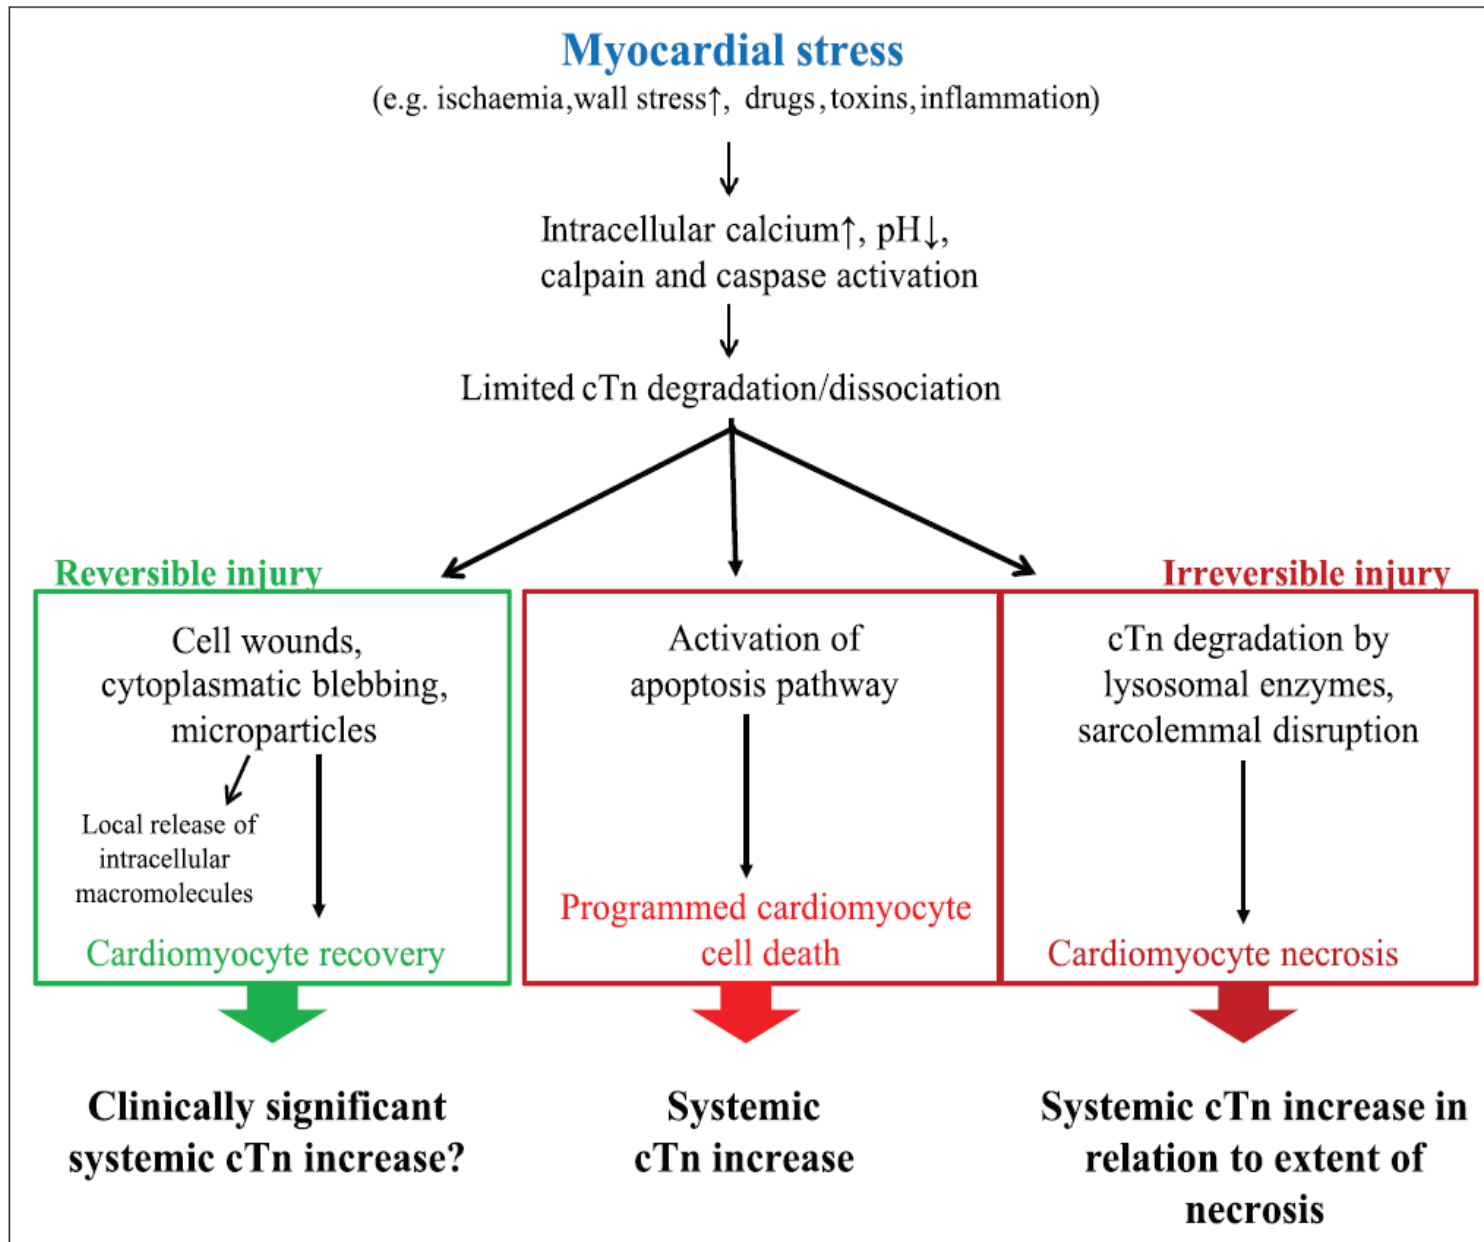 Myocardial stress
(e.g. ischaemia,wall stress↑, drugs,toxins,inflammation)
Intracellular calcium↑, pH↓,
calpain and caspase activation
Limited cTn degradation/dissociation
Reversible injury
Cell wounds,
cytoplasmatic blebbing,
microparticles
Local release of
intracellular
macromolecules
Cardiomyocyte recovery
Clinically significant
systemic cTn increase?
Activation of
apoptosis pathway
Programmed cardiomyocyte
cell death
Systemic
cTn increase
Irreversible injury
cTn degradation by
lysosomal enzymes,
sarcolemmal disruption
Cardiomyocyte necrosis
Systemic cTn increase in
relation to extent of
necrosis